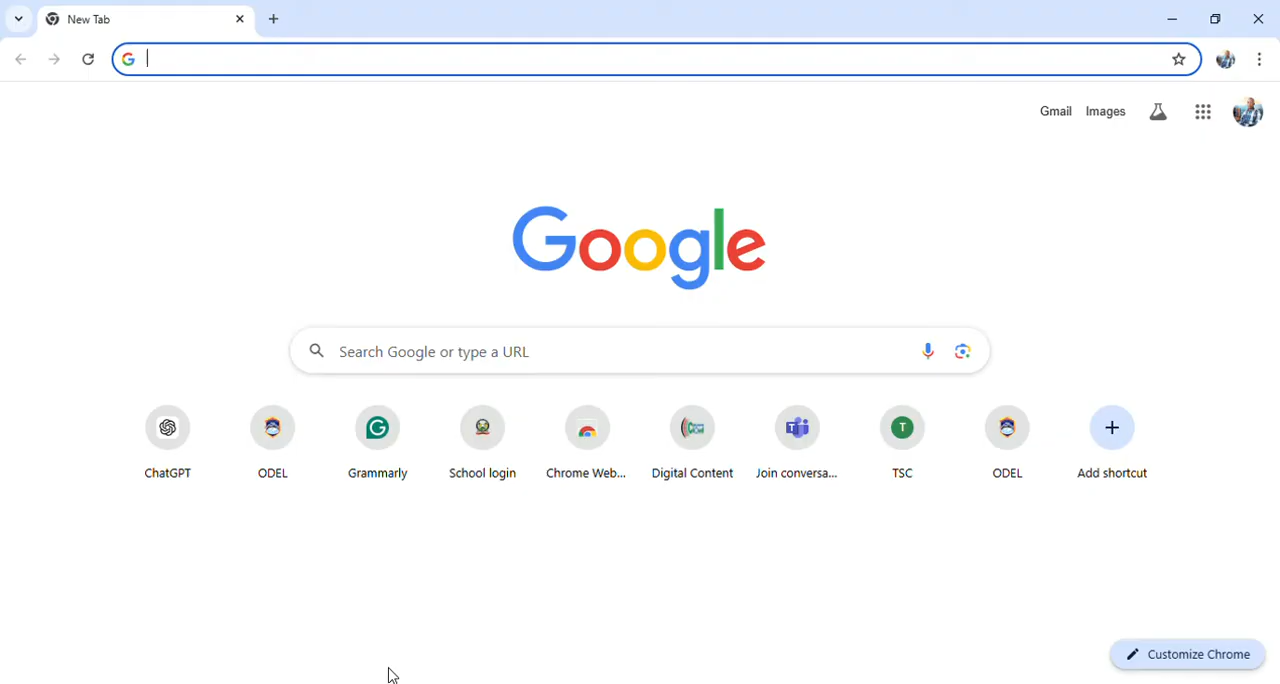 New Tab
Gmail Images
Google
Search Google or type a URL
ChatGPT ODEL Grammarly School login Chrome Web... Digital Content Join conversa... TSC ODEL Add shortcut
Customize Chrome